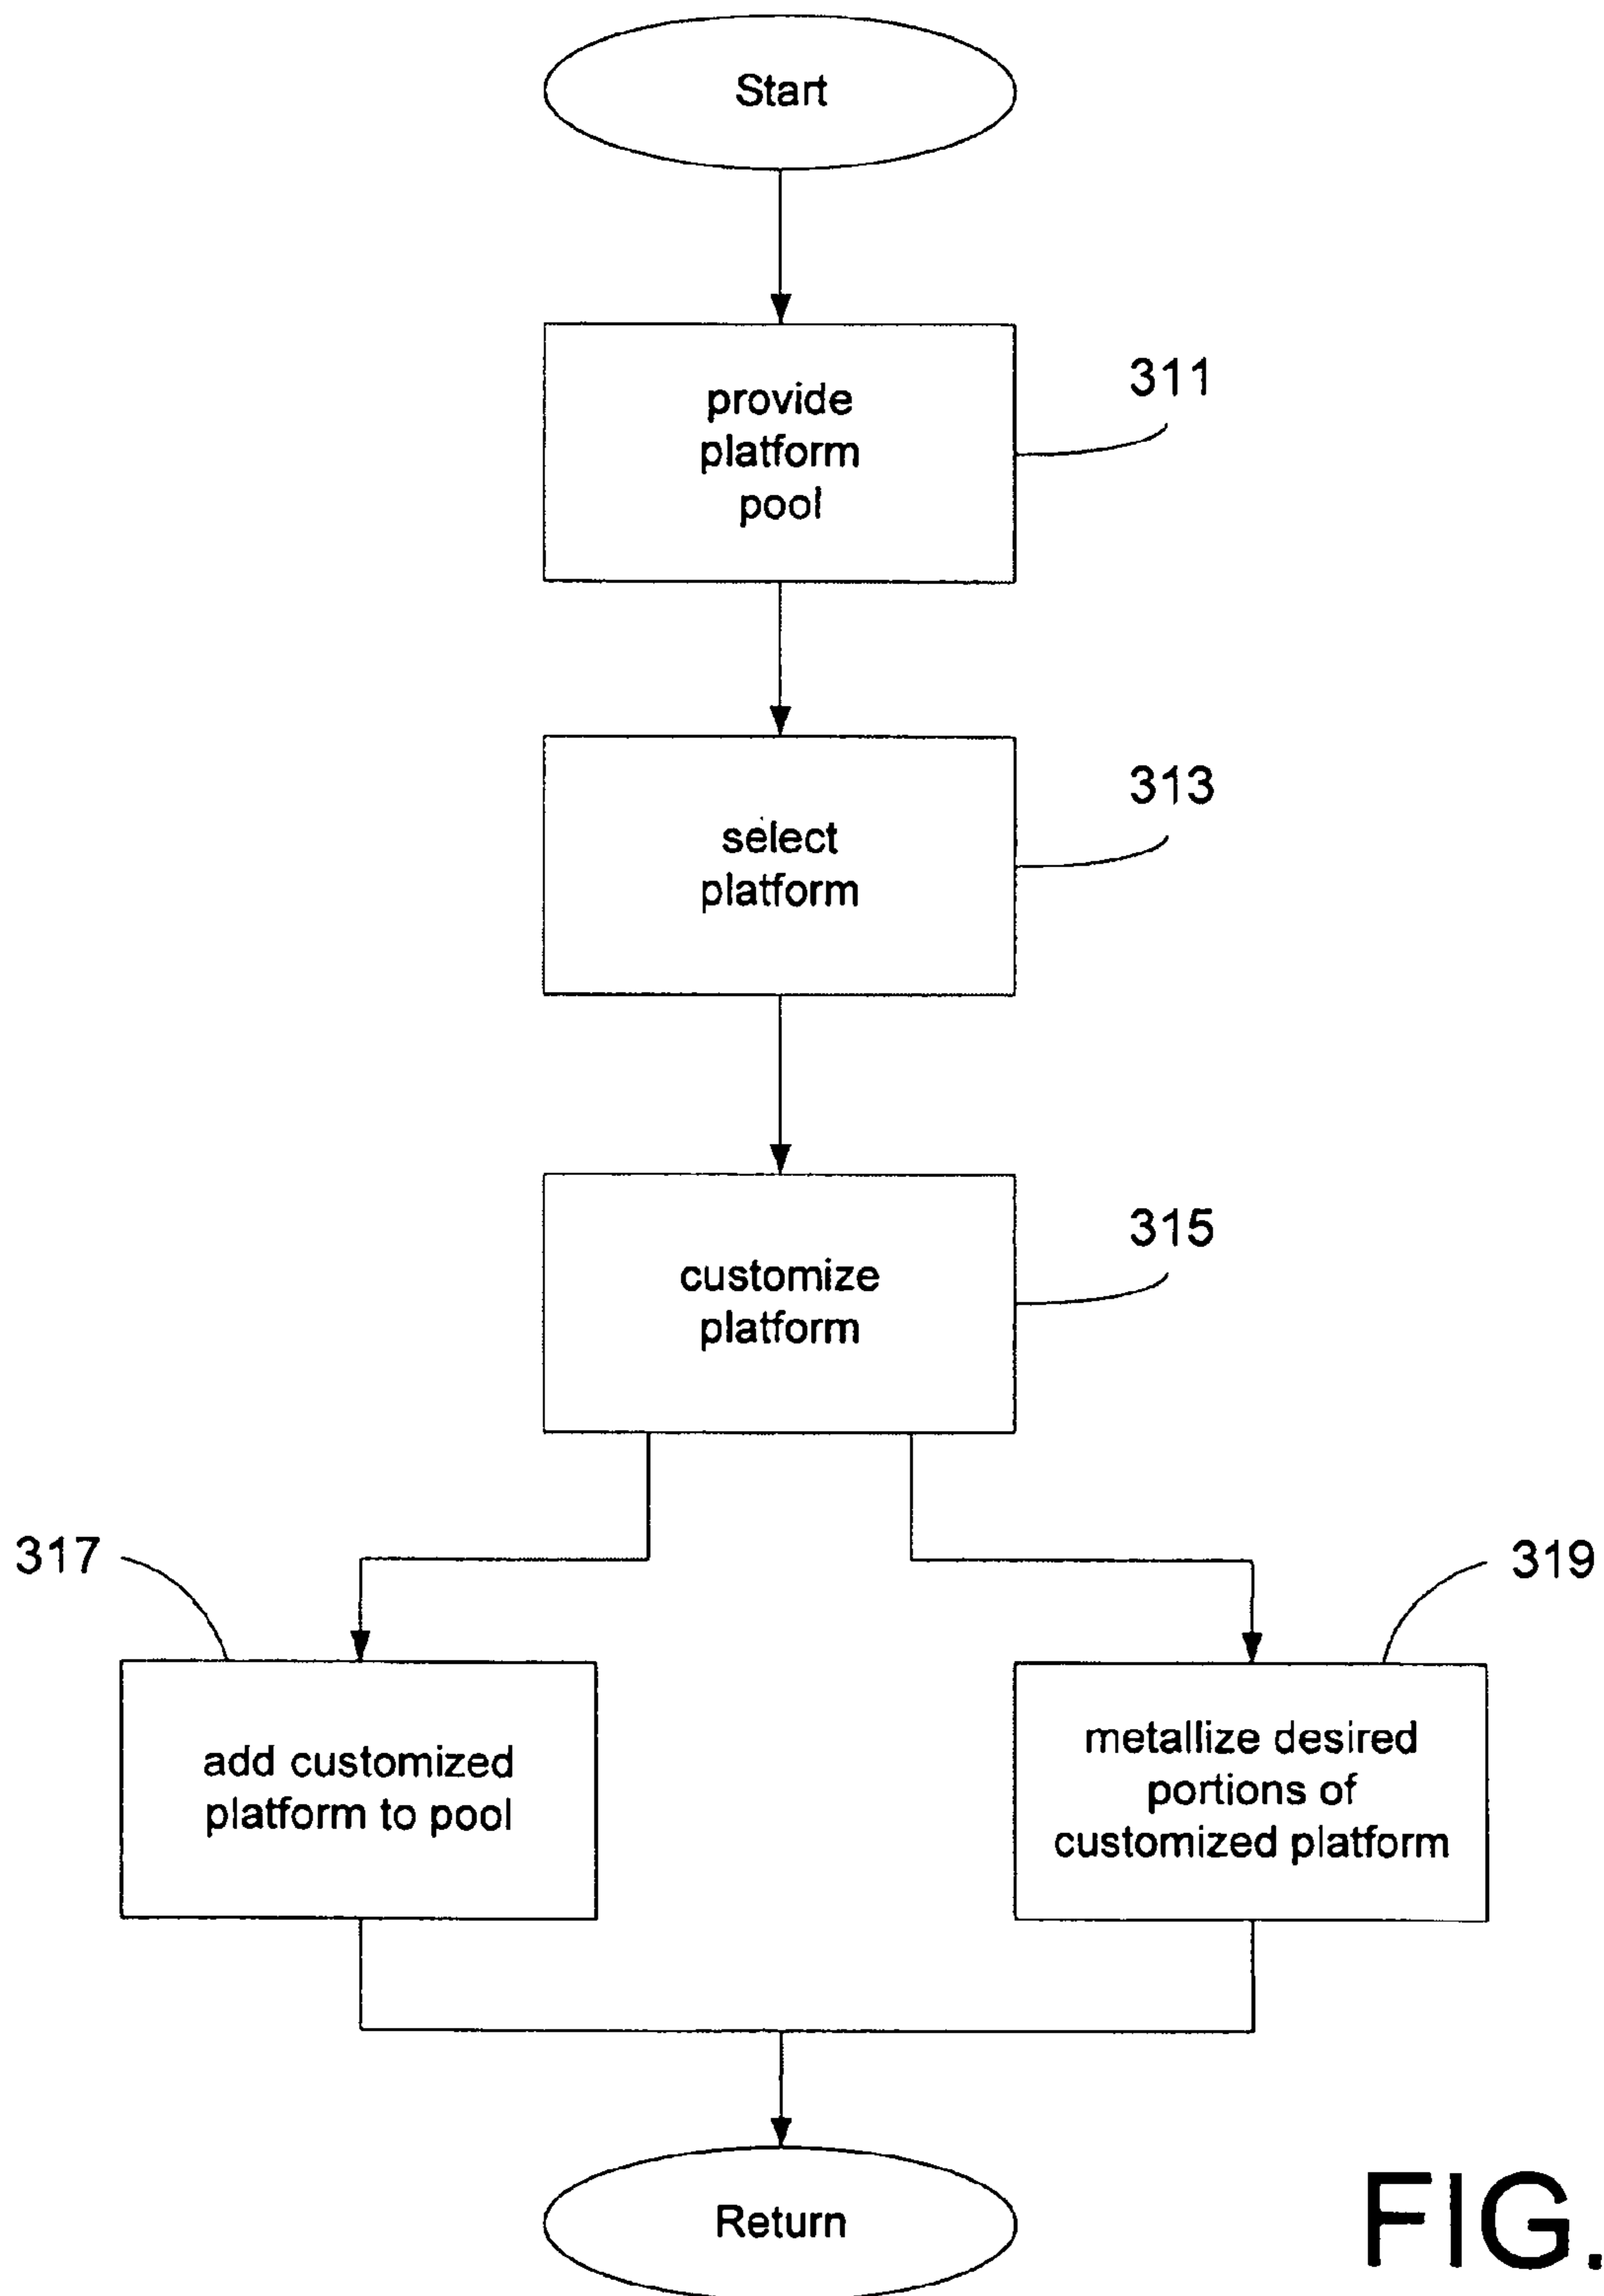 Start
provide
platform
pool
311
select
platform
313
customize
platform
315
317
319
add customized
platform to pool
metallize desired
portions of
customized platform
Return
FIG.